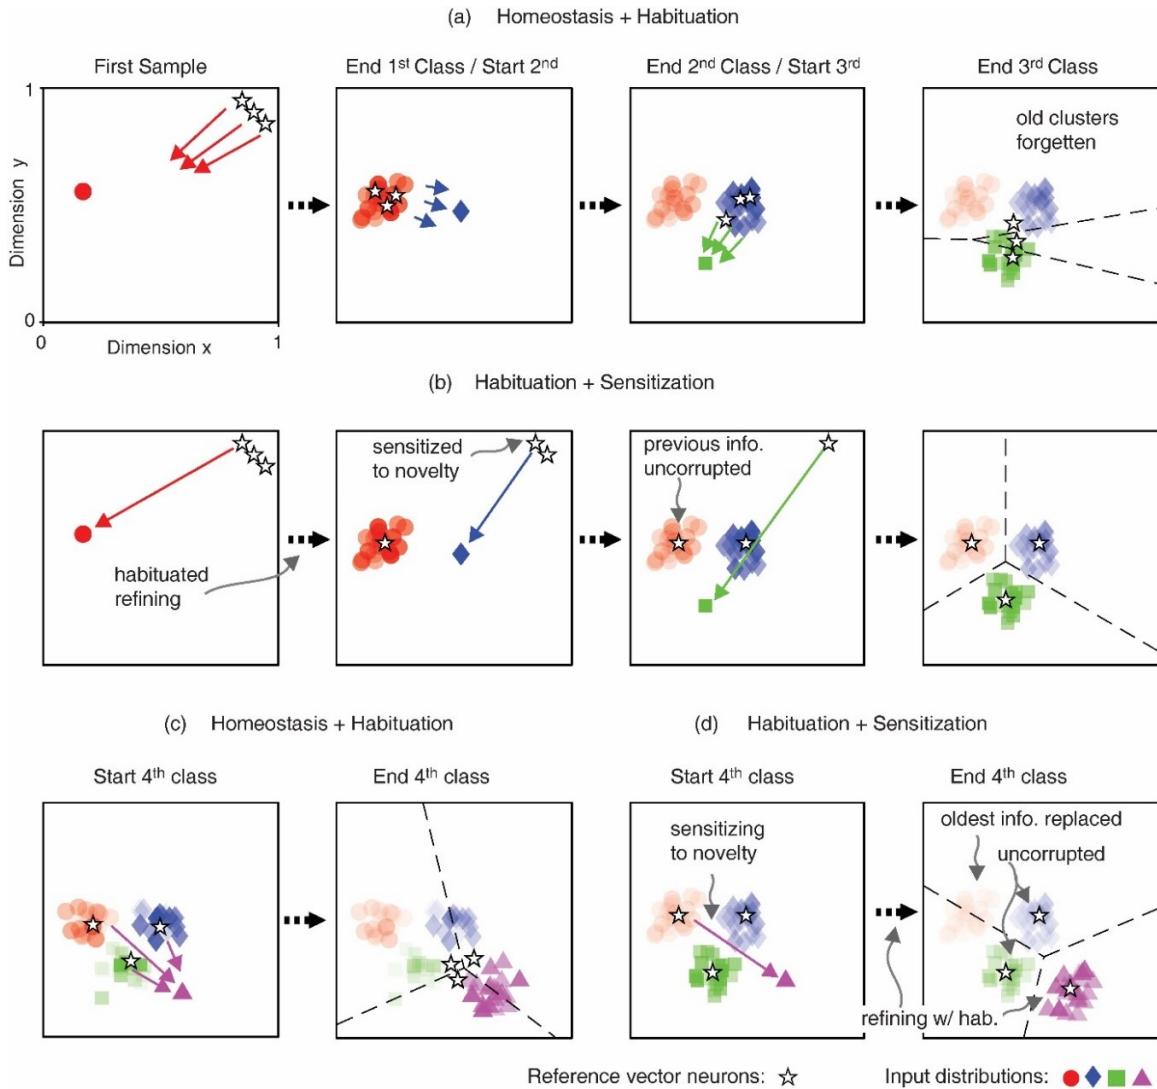 (a) Homeostasis + Habituation
First Sample
End 1st Class / Start 2nd
End 2nd Class / Start 3rd
End 3rd Class
1
Dimension y
0
0
Dimension x
1
old clusters
forgetten
(b) Habituation + Sensitization
habituated
refining
sensitized
to novelty
previous info.
uncorrupted
(c) Homeostasis + Habituation
(d) Habituation + Sensitization
Start 4th class
End 4th class
Start 4th class
End 4th class
sensitizing
to novelty
oldest info. replaced
uncorrupted
refining w/ hab.
Reference vector neurons:
Input distributions: